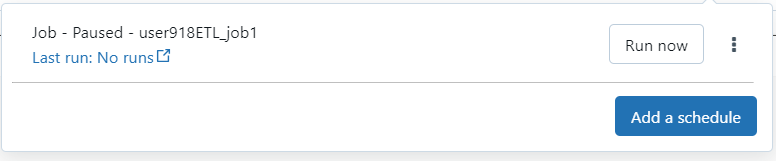 Job - Paused - user918ETL_job1
Last run: No runs
Run now
Add a schedule